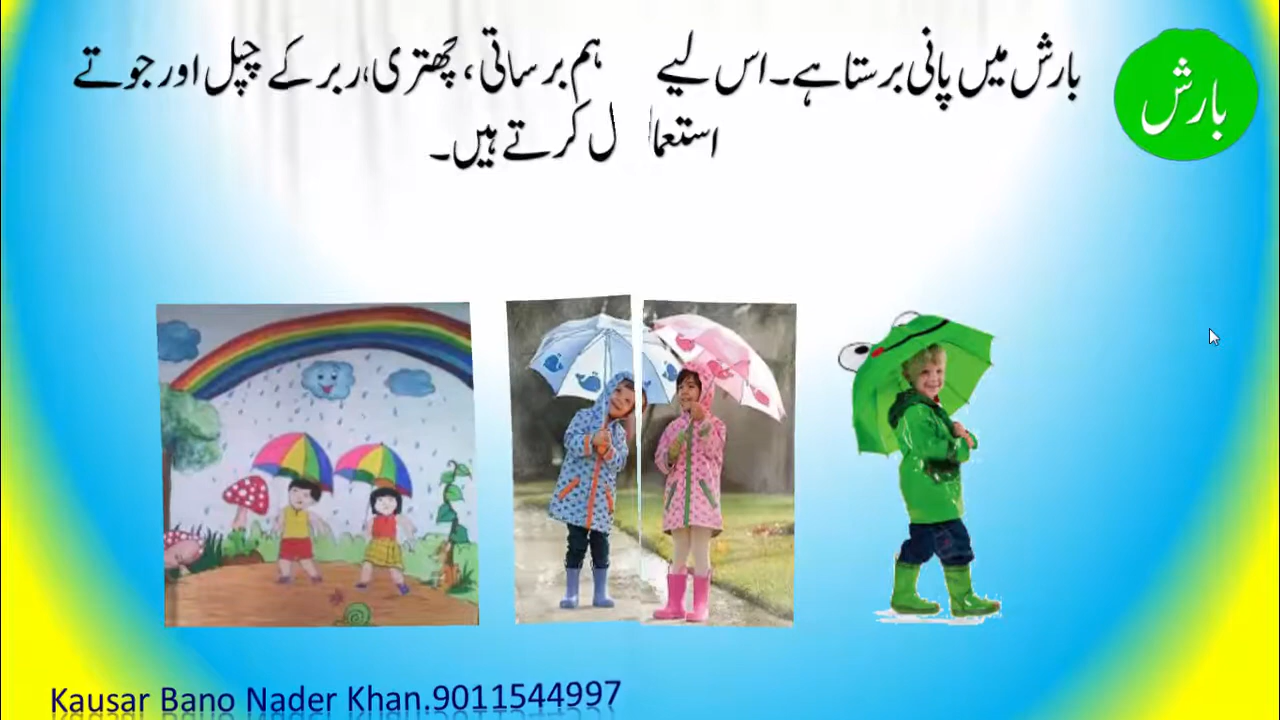 بارش
بارش میں پانی برستا ہے۔ اس لیے ہم برساتی، چھتری، ربر کے چپل اور جوتے
استعمال کرتے ہیں۔
Kausar Bano Nader Khan.9011544997